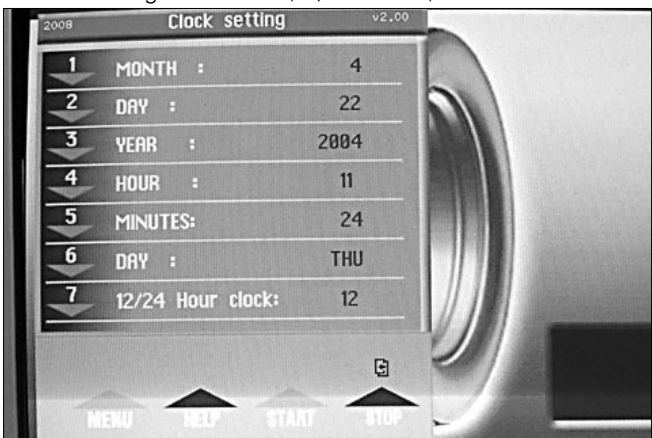 2008 Clock setting v2.00
1 MONTH : 4
2 DAY : 22
3 YEAR : 2004
4 HOUR : 11
5 MINUTES: 24
6 DAY : THU
7 12/24 Hour clock: 12
MENU HELP START STOP